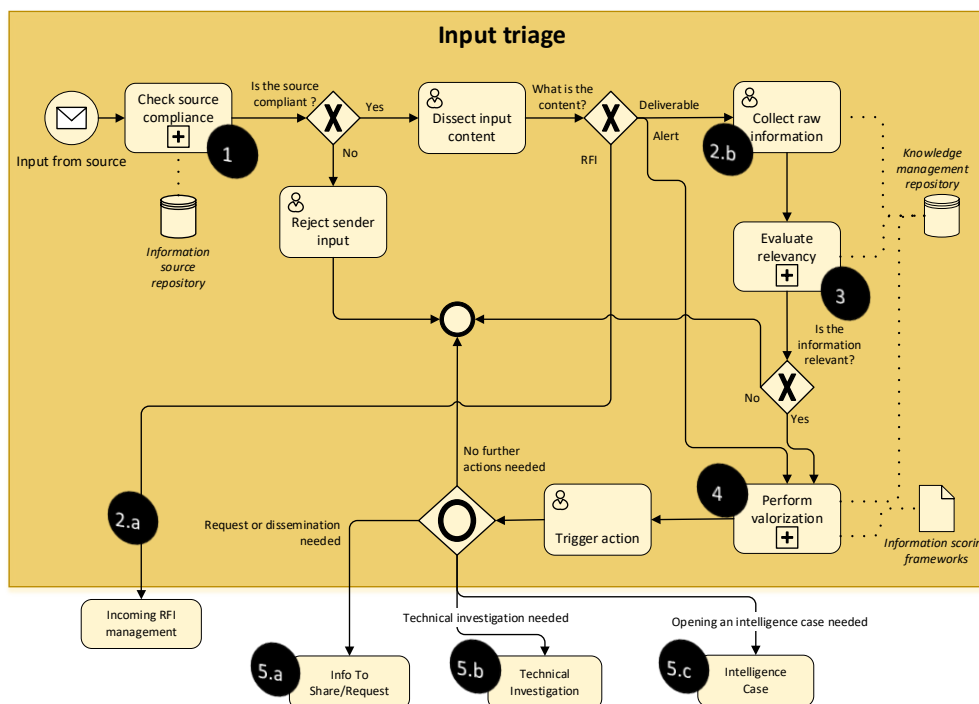 Input triage
Input from source
Check source
compliance
1
Information
source
repository
Is the source
compliant ?
Yes
No
Reject sender
input
Dissect input
content
What is the
content?
Deliverable
Alert
RFI
Collect raw
information
2.b
Knowledge
management
repository
Evaluate
relevancy
3
Is the
information
relevant?
No
Yes
4
Perform
valorization
Information scorin
frameworks
Trigger action
No further
actions needed
Request or dissemination
needed
2.a
Incoming RFI
management
Technical investigation needed
Opening an intelligence case needed
5.a
Info To
Share/Request
5.b
Technical
Investigation
5.c
Intelligence
Case